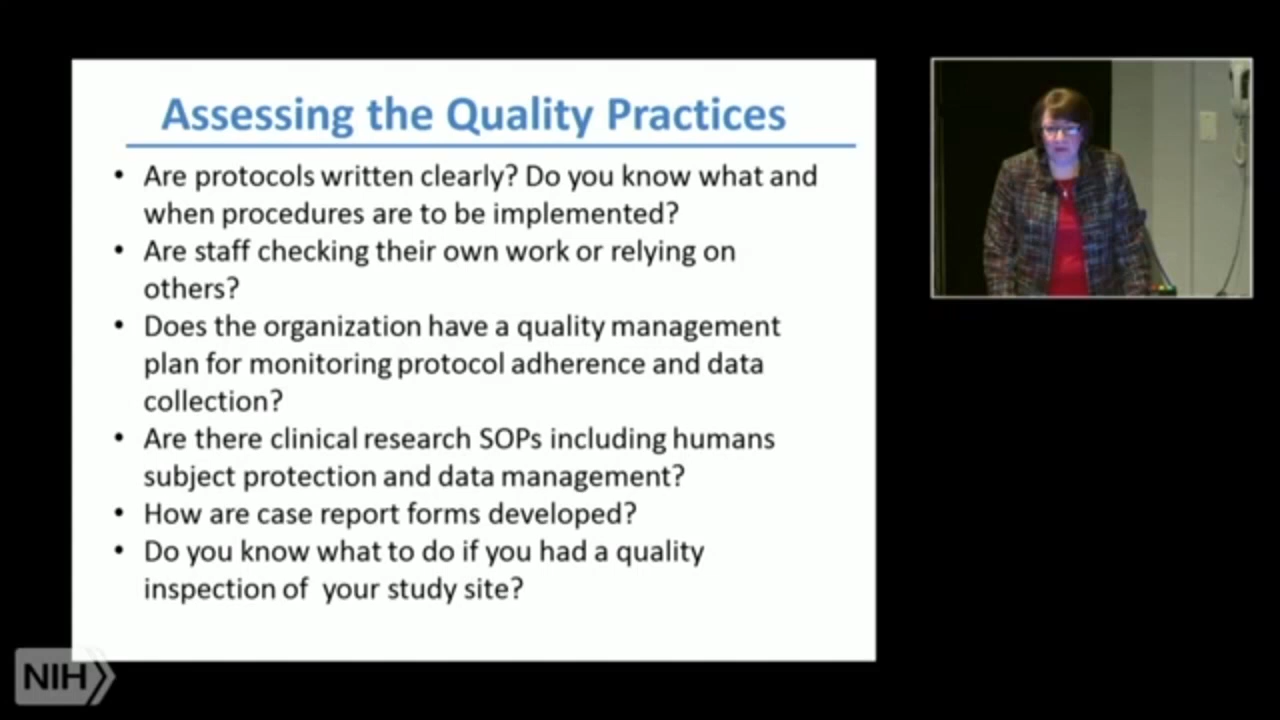 Assessing the Quality Practices
• Are protocols written clearly? Do you know what and
when procedures are to be implemented?
• Are staff checking their own work or relying on
others?
• Does the organization have a quality management
plan for monitoring protocol adherence and data
collection?
• Are there clinical research SOPs including humans
subject protection and data management?
• How are case report forms developed?
• Do you know what to do if you had a quality
inspection of  your study site?
NIH